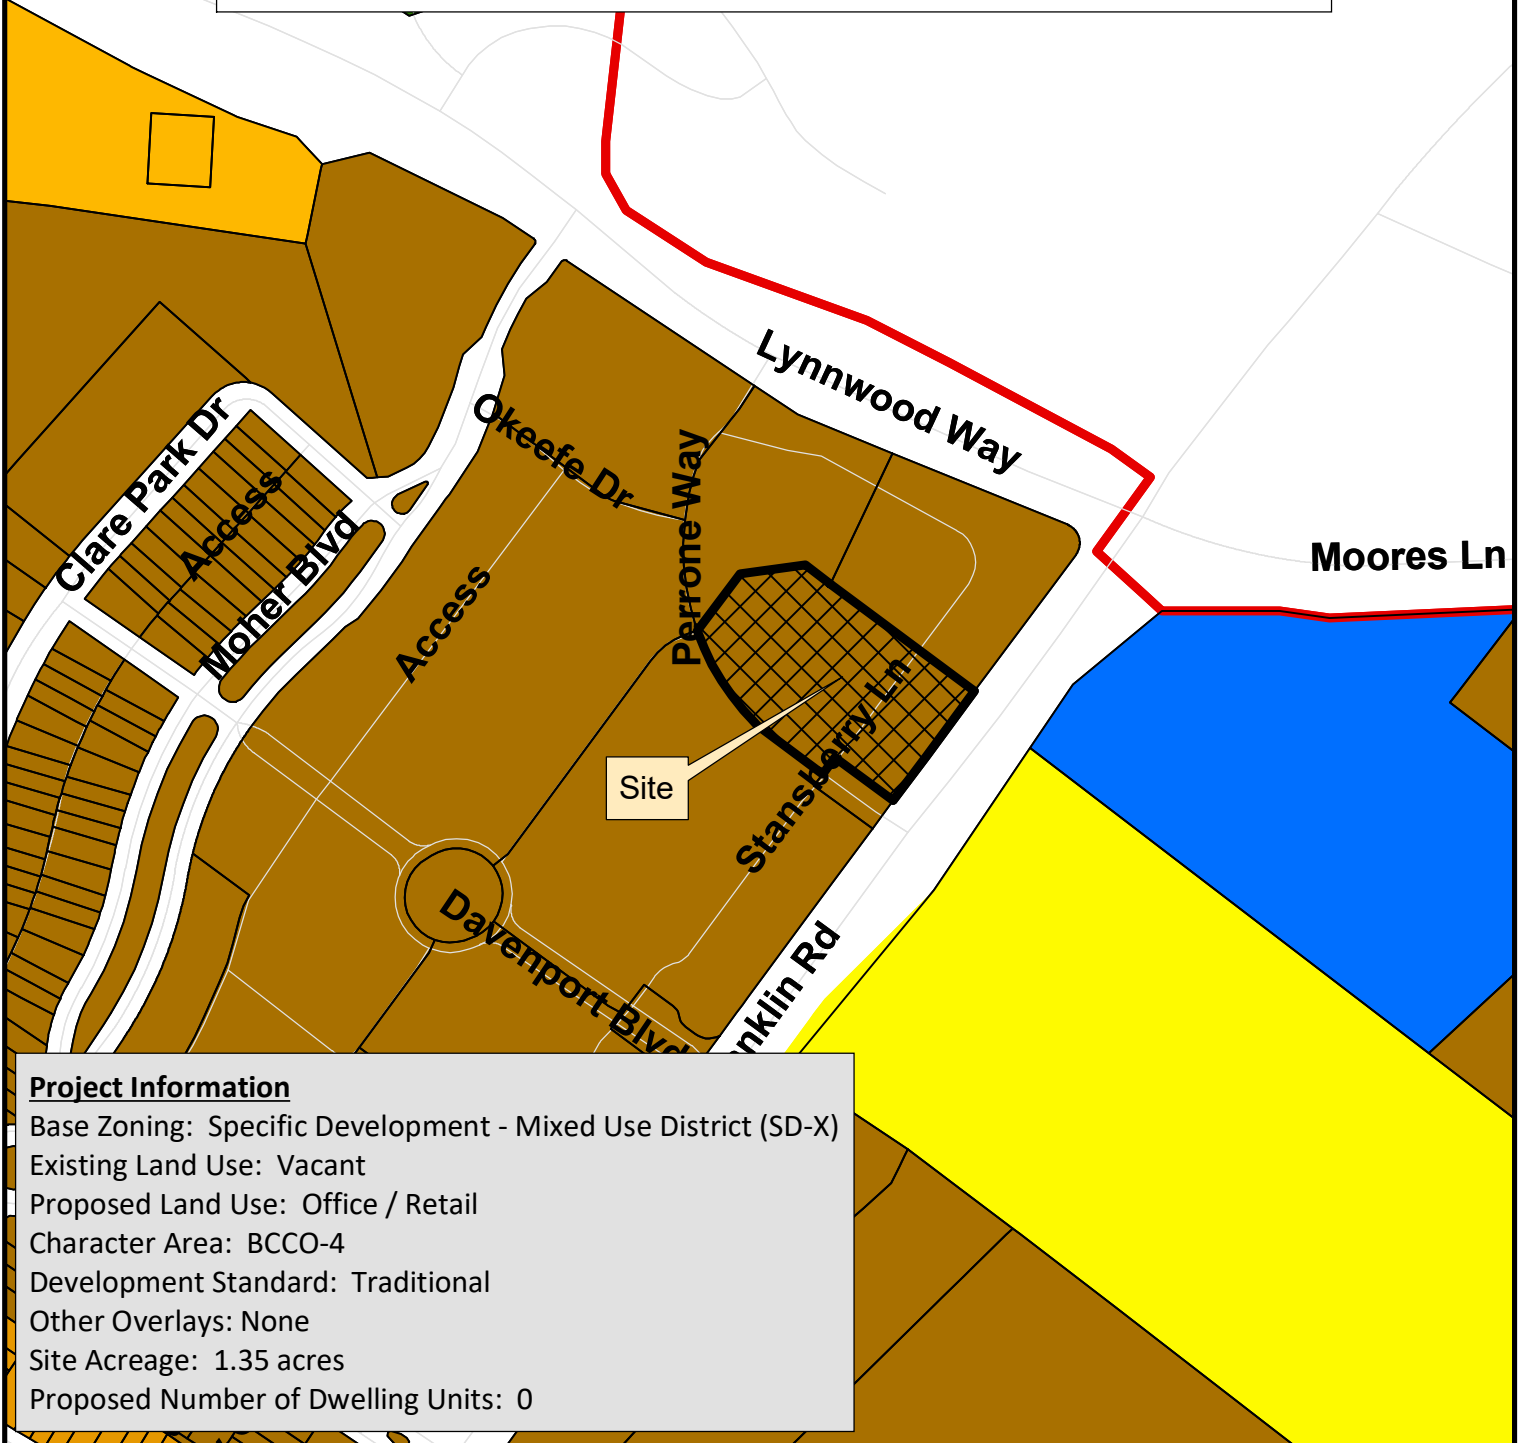 Lynnwood Way
Okeefe Dr
Perrone Way
Clare Park Dr
Access
Moher Blvd
Moores Ln
Access
Stansberry Ln
Site
Davenport Blvd
nklin Rd
Project Information
Base Zoning: Specific Development - Mixed Use District (SD-X)
Existing Land Use: Vacant
Proposed Land Use: Office / Retail
Character Area: BCCO-4
Development Standard: Traditional
Other Overlays: None
Site Acreage: 1.35 acres
Proposed Number of Dwelling Units: 0